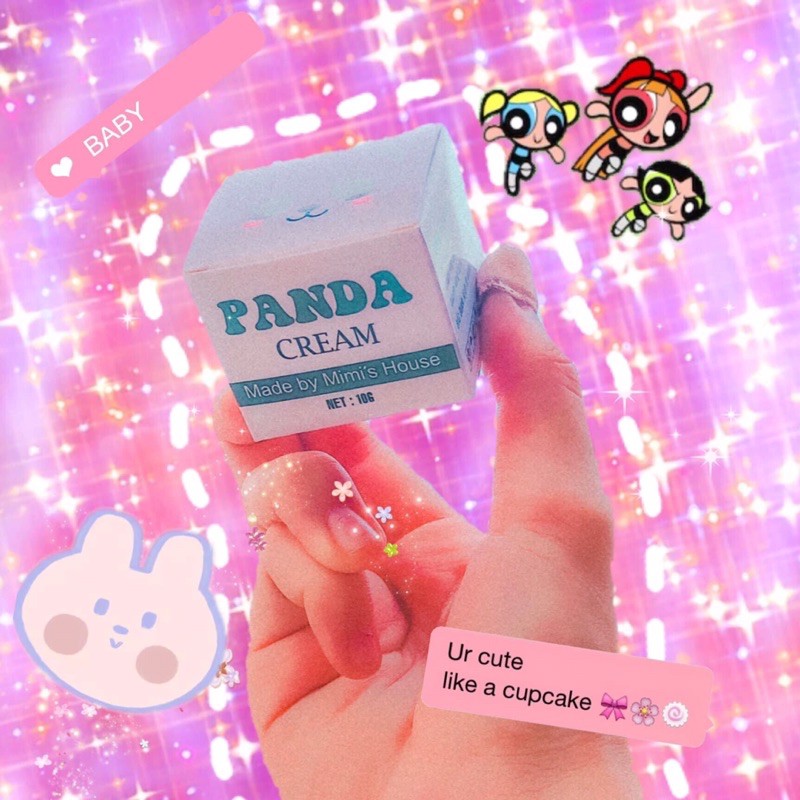 ♥ BABY
PANDA
CREAM
Made by Mimi's House
NET : 10G
Ur cute
like a cupcake 🎀🌸🍥